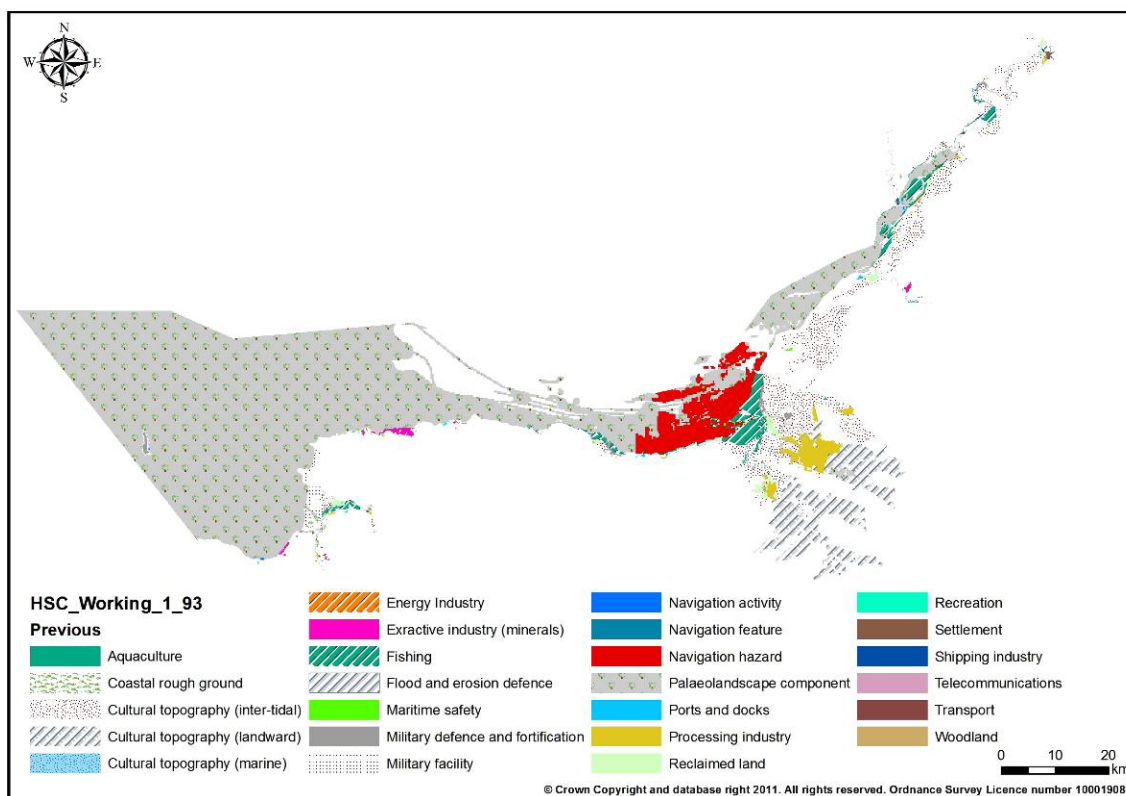 N
W E
S
HSC_Working_1_93
Previous
Aquaculture
Coastal rough ground
Cultural topography (inter-tidal)
Cultural topography (landward)
Cultural topography (marine)
Energy Industry
Exractive industry (minerals)
Fishing
Flood and erosion defence
Maritime safety
Military defence and fortification
Military facility
Navigation activity
Navigation feature
Navigation hazard
Palaeolandscape component
Ports and docks
Processing industry
Reclaimed land
Recreation
Settlement
Shipping industry
Telecommunications
Transport
Woodland
0 10 20
km
© Crown Copyright and database right 2011. All rights reserved. Ordnance Survey Licence number 10001908